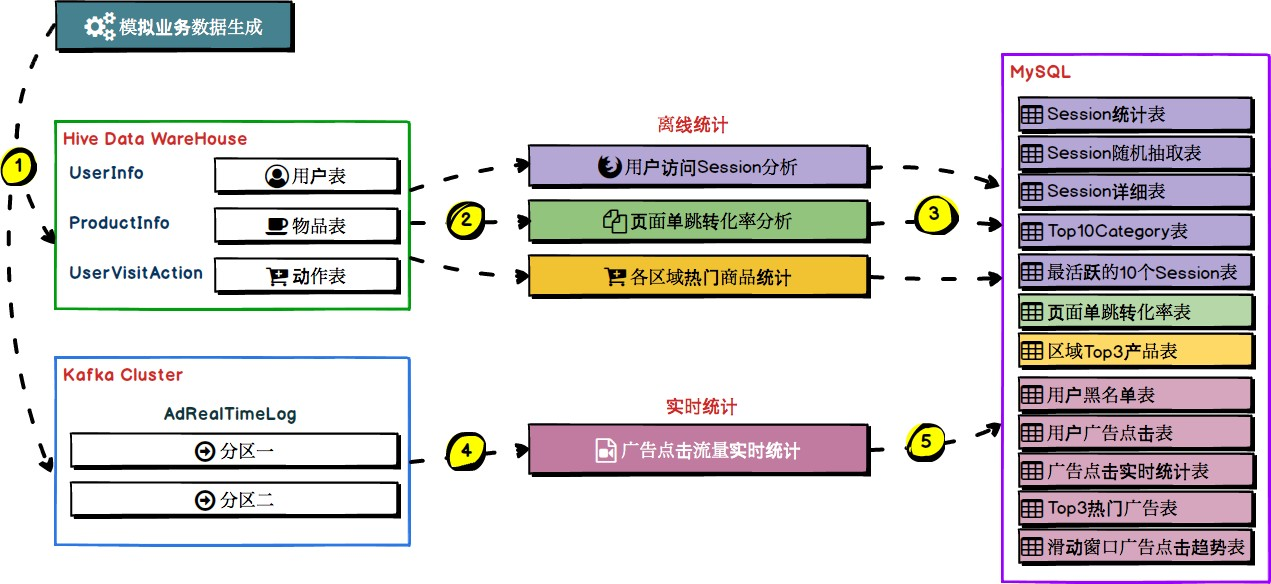 模拟业务数据生成
1
Hive Data WareHouse
UserInfo
用户表
ProductInfo
物品表
UserVisitAction
动作表
Kafka Cluster
AdRealTimeLog
分区一
分区二
2
离线统计
用户访问Session分析
页面单跳转化率分析
各区域热门商品统计
3
4
实时统计
广告点击流量实时统计
5
MySQL
Session统计表
Session随机抽取表
Session详细表
Top10Category表
最活跃的10个Session表
页面单跳转化率表
区域Top3产品表
用户黑名单表
用户广告点击表
广告点击实时统计表
Top3热门广告表
滑动窗口广告点击趋势表